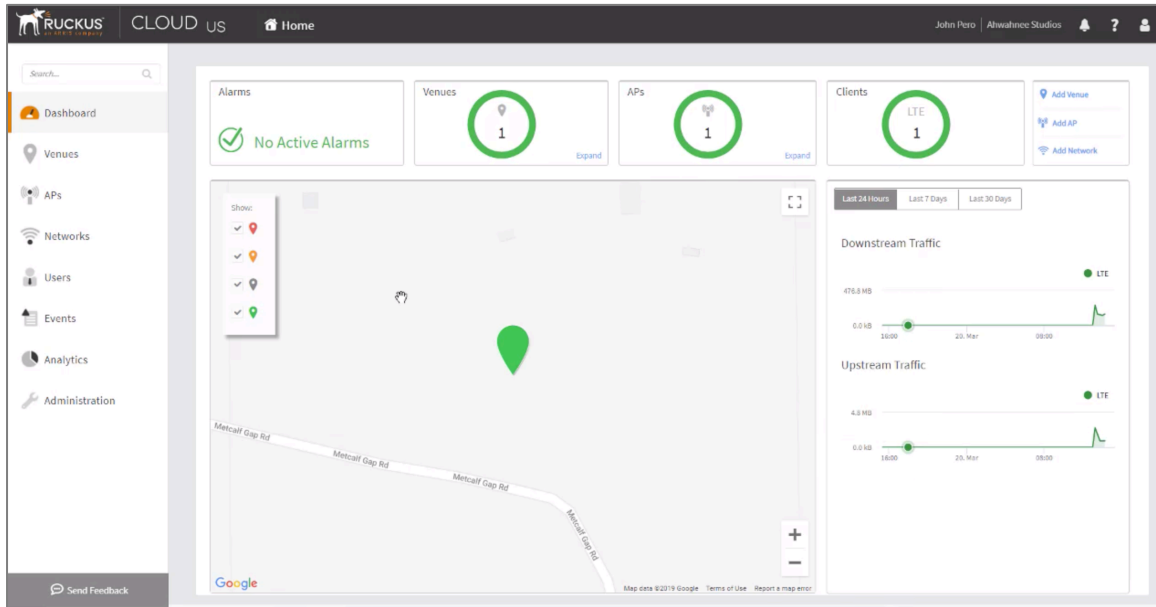 RUCKUS
an ARRIS company
CLOUD US
Home
John Pero | Ahwahnee Studios
?
Search...
Dashboard
Venues
APs
Networks
Users
Events
Analytics
Administration
Send Feedback
Alarms
No Active Alarms
Venues
1
Expand
APs
1
Expand
Clients
LTE
1
Add Venue
Add AP
Add Network
Show:
Metcalf Gap Rd
Metcalf Gap Rd
Metcalf Gap Rd
Metcalf Gap Rd
+
−
Google
Map data ©2019 Google Terms of Use Report a map error
Last 24 Hours
Last 7 Days
Last 30 Days
Downstream Traffic
LTE
476.8 MB
0.0 kB
16:00 20. Mar 08:00
Upstream Traffic
LTE
4.8 MB
0.0 kB
16:00 20. Mar 08:00